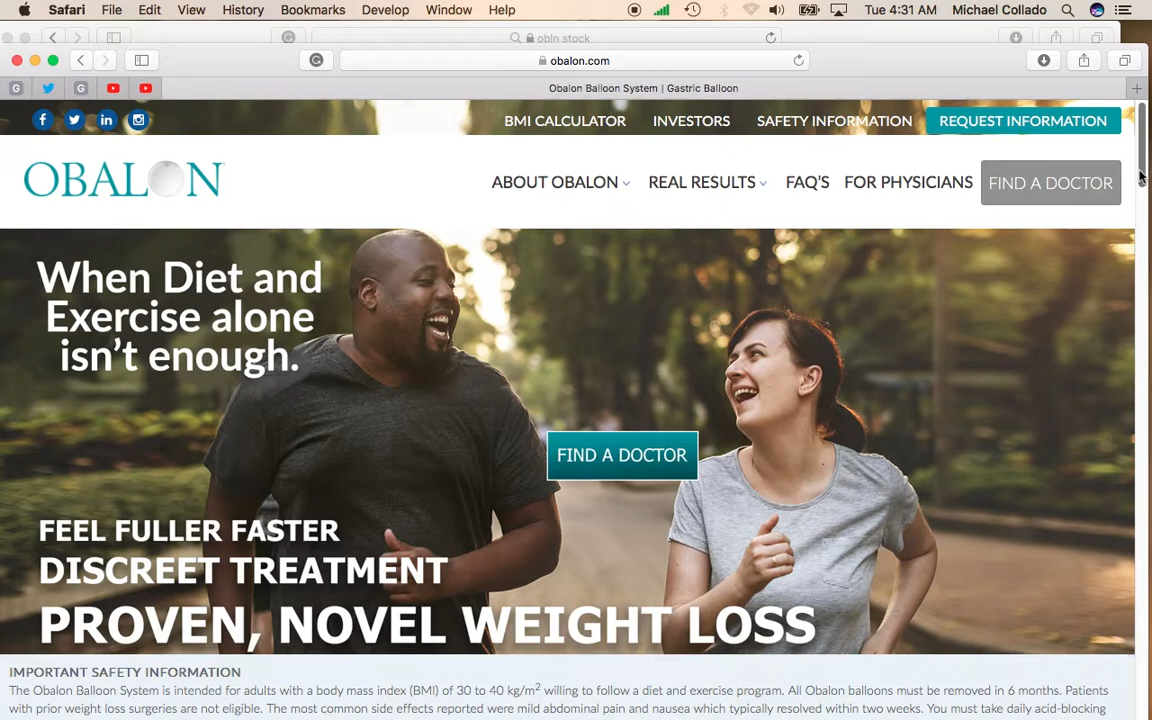 Safari File Edit View History Bookmarks Develop Window Help Tue 4:31 AM Michael Collado
obln stock
obalon.com
Obalon Balloon System | Gastric Balloon
BMI CALCULATOR INVESTORS SAFETY INFORMATION REQUEST INFORMATION
OBALON
ABOUT OBALON REAL RESULTS FAQ'S FOR PHYSICIANS FIND A DOCTOR
When Diet and
Exercise alone
isn't enough.
FIND A DOCTOR
FEEL FULLER FASTER
DISCREET TREATMENT
PROVEN, NOVEL WEIGHT LOSS
IMPORTANT SAFETY INFORMATION
The Obalon Balloon System is intended for adults with a body mass index (BMI) of 30 to 40 kg/m² willing to follow a diet and exercise program. All Obalon balloons must be removed in 6 months. Patients
with prior weight loss surgeries are not eligible. The most common side effects reported were mild abdominal pain and nausea which typically resolved within two weeks. You must take daily acid-blocking